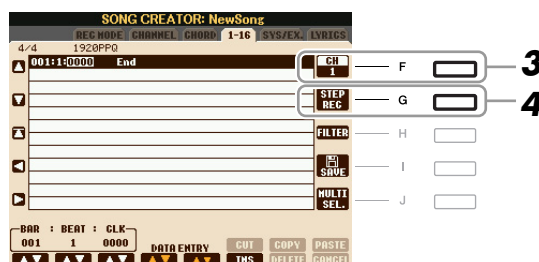 SONG CREATOR: NewSong
REC MODE CHANNEL CHORD 1-16 SYS/EX. LYRICS
4/4 1920PPQ
001:1:0000 End
CH 1 F 3
STEP REC G 4
FILTER H
SAVE I
MULTI SEL. J
BAR : BEAT : CLK
001 1 0000
DATA ENTRY
CUT COPY PASTE
INS DELETE CANCEL